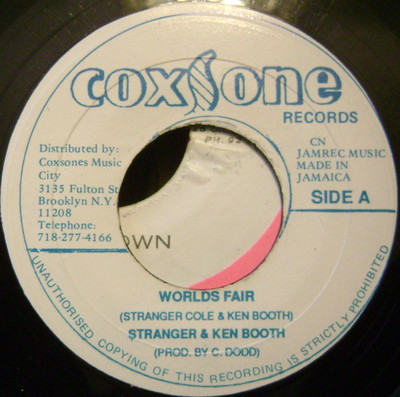 coxsone
RECORDS
Distributed by:
Coxsones Music
City
3135 Fulton St
Brooklyn N.Y.
11208
Telephone:
718-277-4166
CN
JAMREC MUSIC
MADE IN
JAMAICA
SIDE A
OWN
WORLDS FAIR
(STRANGER COLE & KEN BOOTH)
STRANGER & KEN BOOTH
(PROD. BY C. DODD)
UNAUTHORISED COPYING OF THIS RECORDING IS STRICTLY PROHIBITED